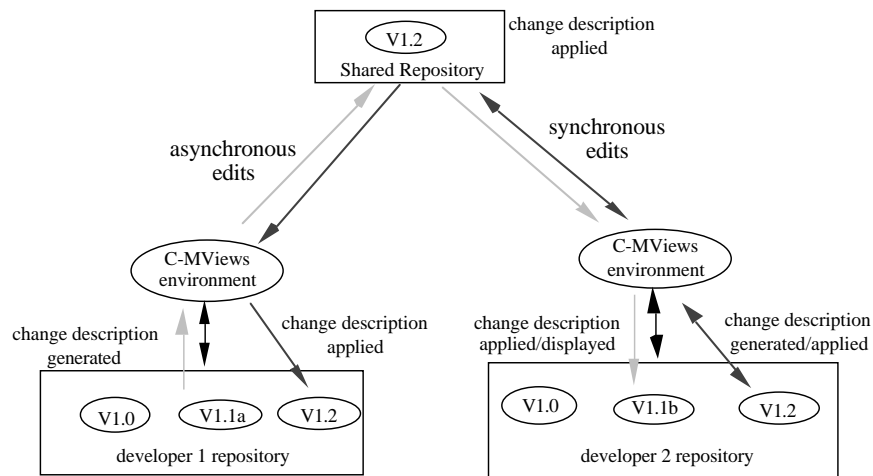 V1.2
Shared Repository
change description
applied
asynchronous
edits
synchronous
edits
C-MViews
environment
C-MViews
environment
change description
generated
change description
applied
change description
applied/displayed
change description
generated/applied
V1.0
V1.1a
V1.2
developer 1 repository
V1.0
V1.1b
V1.2
developer 2 repository